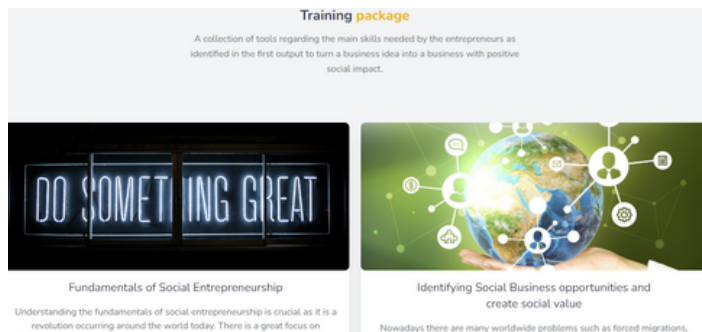 Training package
A collection of tools regarding the main skills needed by the entrepreneurs as
identified in the first output to turn a business idea into a business with positive
social impact.
DO SOMETHING GREAT
Fundamentals of Social Entrepreneurship
Understanding the fundamentals of social entrepreneurship is crucial as it is a
revolution occurring around the world today. There is a great focus on
Identifying Social Business opportunities and
create social value
Nowadays there are many worldwide problems such as forced migrations,